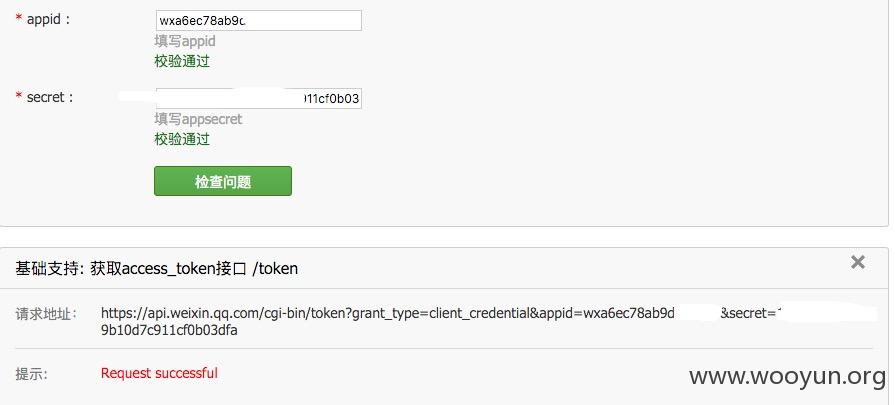 * appid :
wxa6ec78ab9c
填写appid
校验通过
* secret :
911cf0b03
填写appsecret
校验通过
检查问题
基础支持: 获取access_token接口 /token
请求地址:
https://api.weixin.qq.com/cgi-bin/token?grant_type=client_credential&appid=wxa6ec78ab9d &secret=
9b10d7c911cf0b03dfa
提示:
Request successful
www.wooyun.org